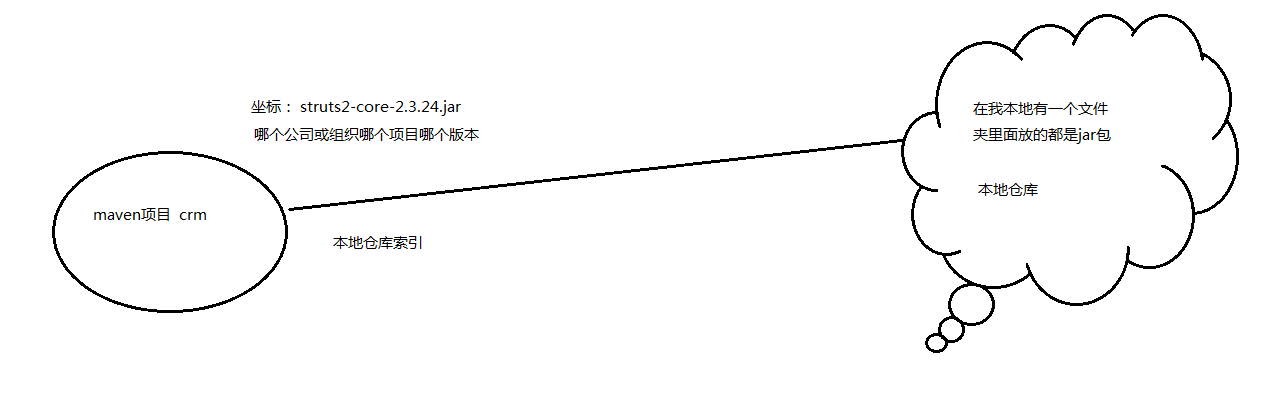 坐标： struts2-core-2.3.24.jar
哪个公司或组织哪个项目哪个版本
maven项目 crm
本地仓库索引
在我本地有一个文件
夹里面放的都是jar包
本地仓库